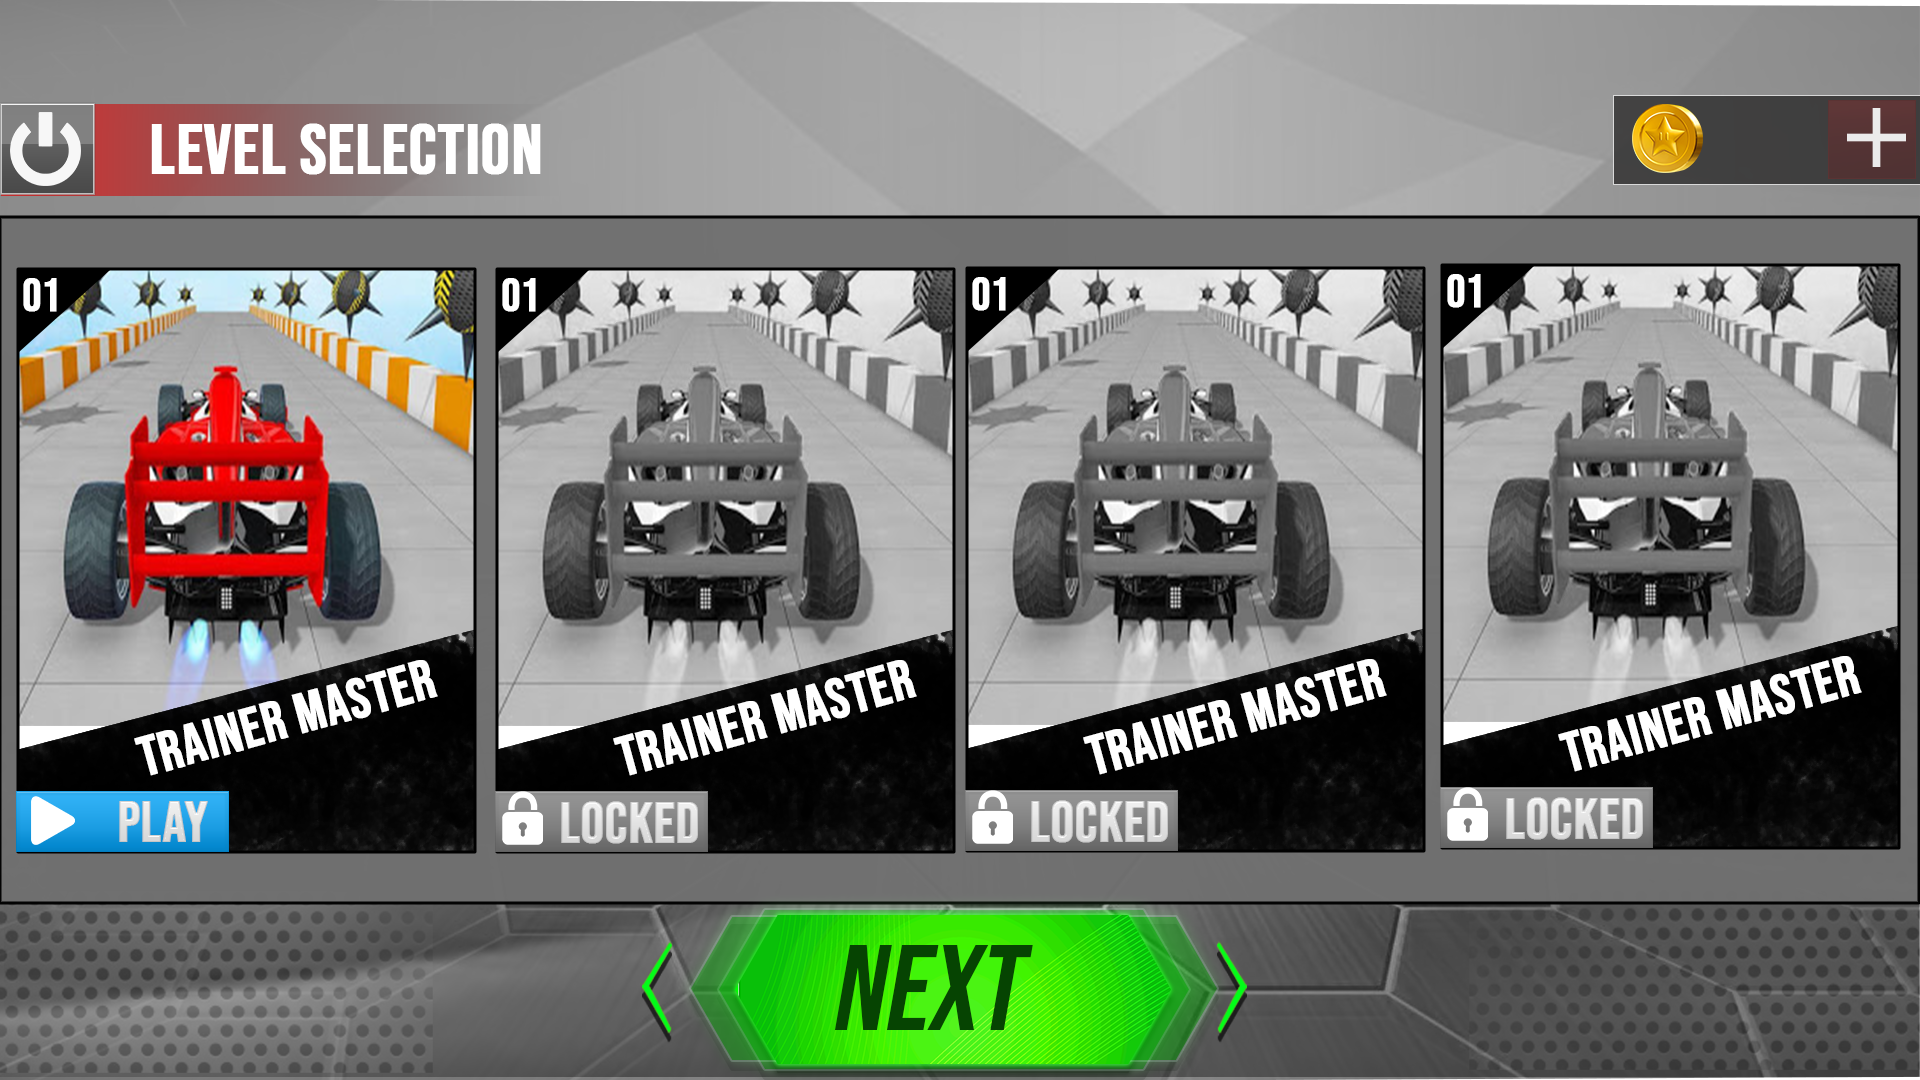 LEVEL SELECTION
01
01
01
01
TRAINER MASTER
TRAINER MASTER
TRAINER MASTER
TRAINER MASTER
PLAY
LOCKED
LOCKED
LOCKED
NEXT